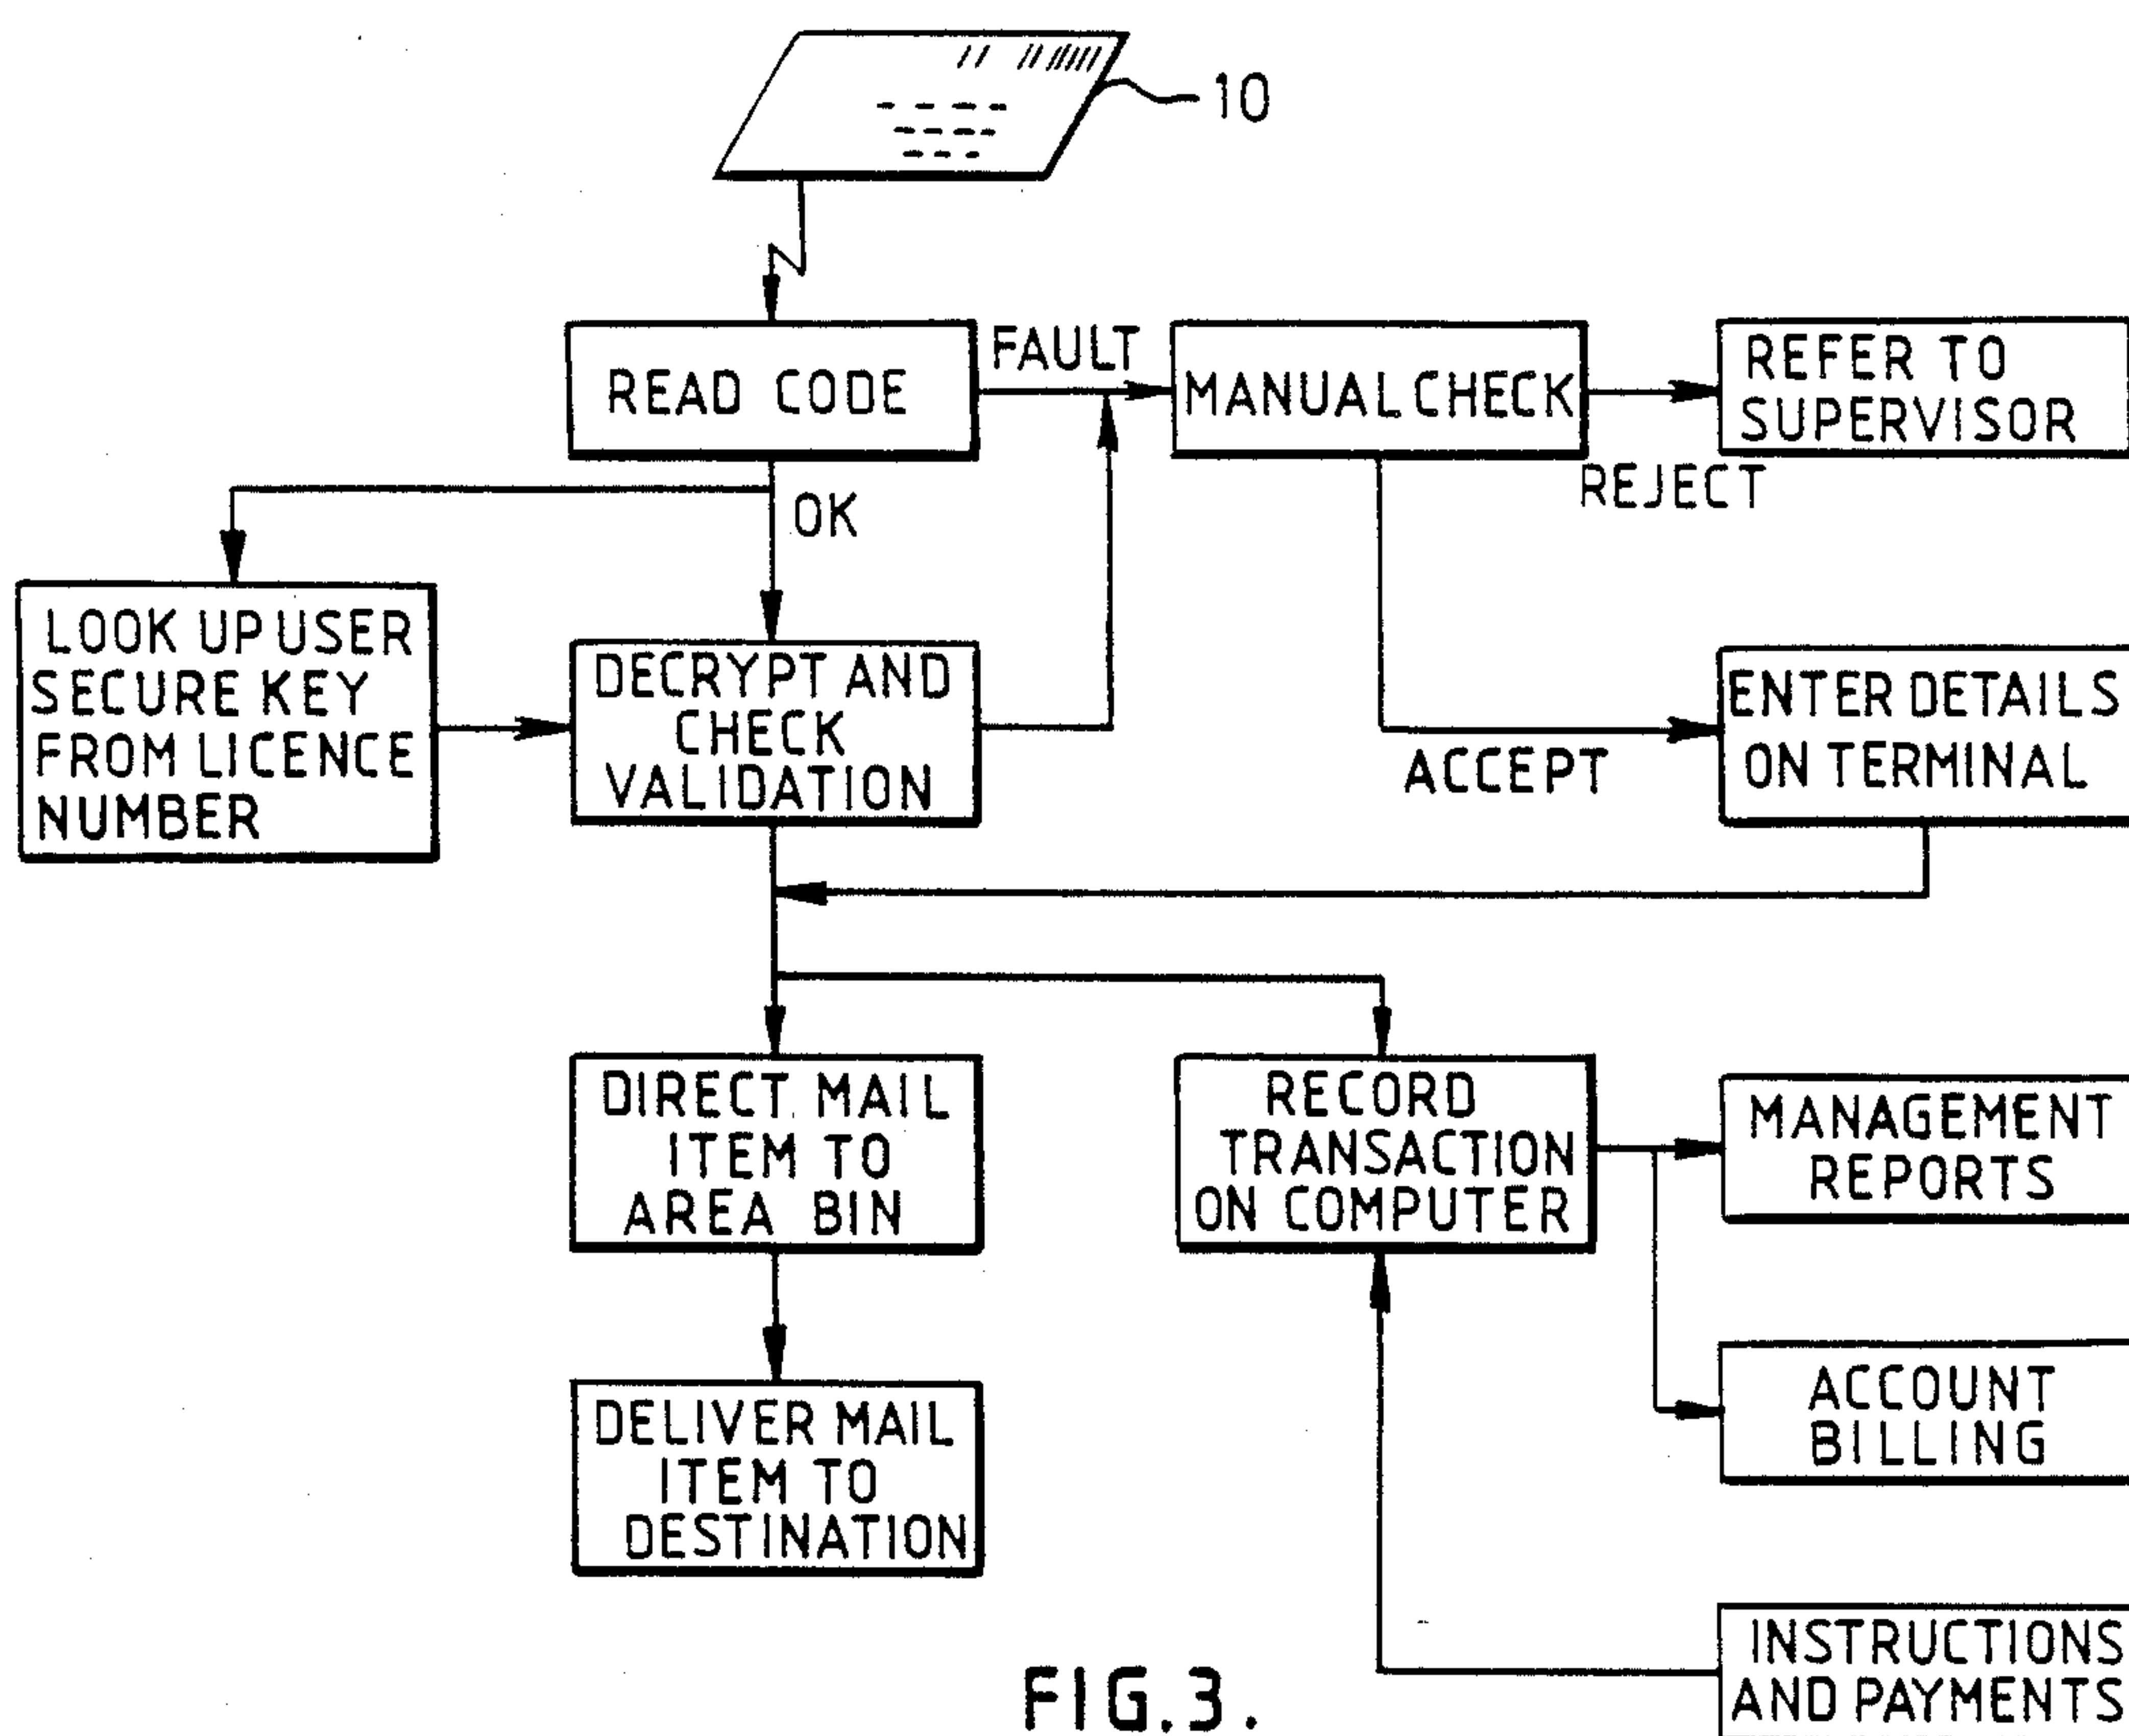 10
READ CODE
FAULT
MANUAL CHECK
REFER TO
SUPERVISOR
REJECT
OK
LOOK UP USER
SECURE KEY
FROM LICENCE
NUMBER
DECRYPT AND
CHECK
VALIDATION
ACCEPT
ENTER DETAILS
ON TERMINAL
DIRECT MAIL
ITEM TO
AREA BIN
RECORD
TRANSACTION
ON COMPUTER
MANAGEMENT
REPORTS
ACCOUNT
BILLING
DELIVER MAIL
ITEM TO
DESTINATION
INSTRUCTIONS
AND PAYMENTS
FIG.3.